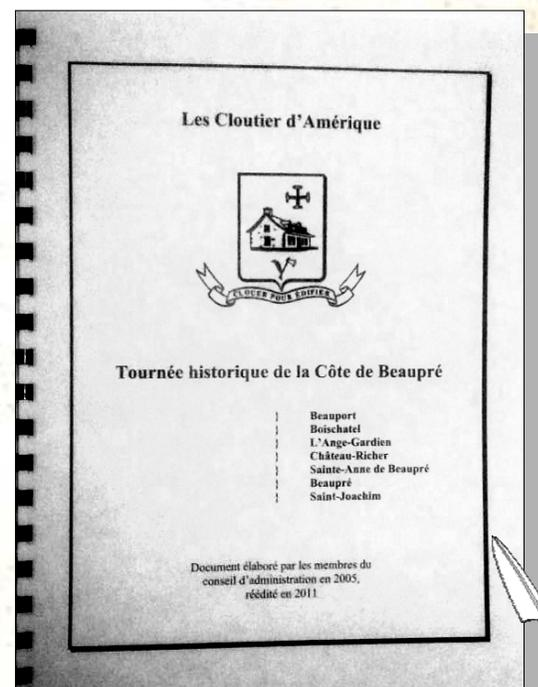 Les Cloutier d'Amérique
CLOUER POUR ÉDIFIER
Tournée historique de la Côte de Beaupré
Beauport
Boischatel
L'Ange-Gardien
Château-Richer
Sainte-Anne de Beaupré
Beaupré
Saint-Joachim
Document élaboré par les membres du
conseil d'administration en 2005,
réédité en 2011